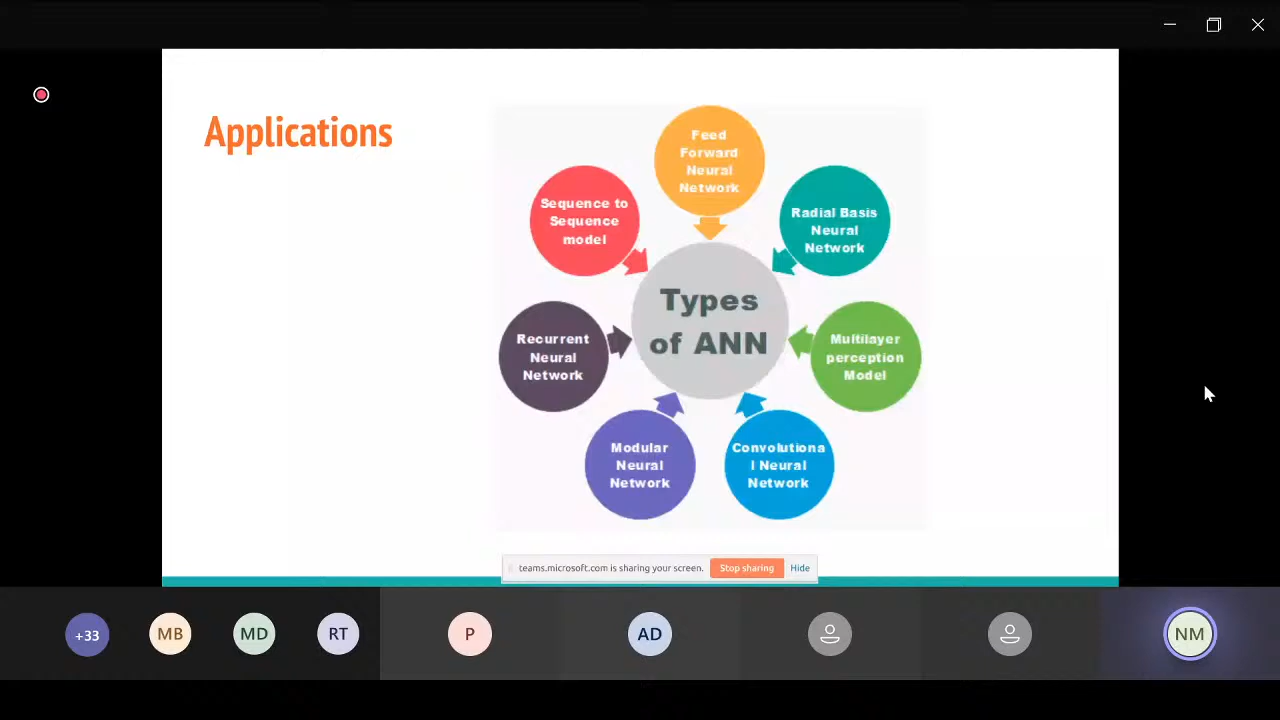 Applications
Feed
Forward
Neural
Network
Sequence to
Sequence
model
Radial Basis
Neural
Network
Types
of ANN
Recurrent
Neural
Network
Multilayer
perception
Model
Modular
Neural
Network
Convolutiona
l Neural
Network
teams.microsoft.com is sharing your screen. Stop sharing Hide
+33 MB MD RT P AD NM